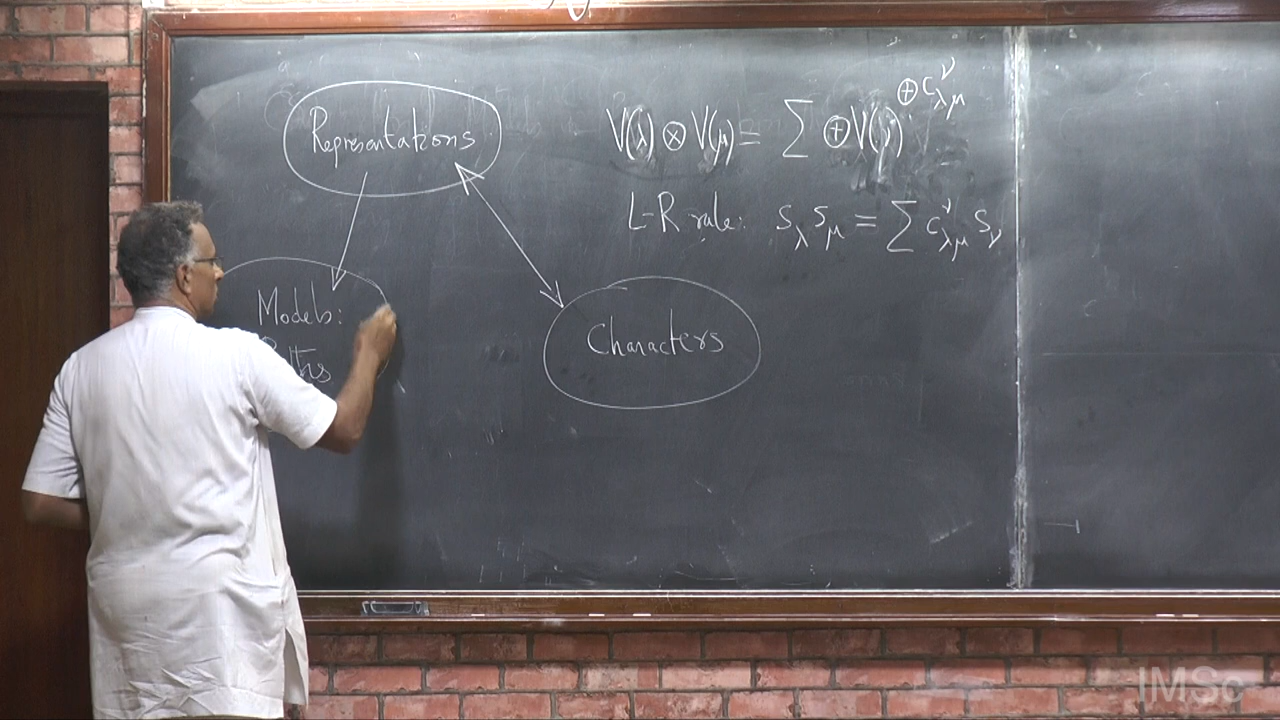 Representations
V(λ) ⊗ V(μ) = ∑ ⊕ V(ν)^{⊕ c^ν_{λμ}}
L-R rule: s_λ s_μ = ∑ c^ν_{λμ} s_ν
Models:
Characters
IMSc